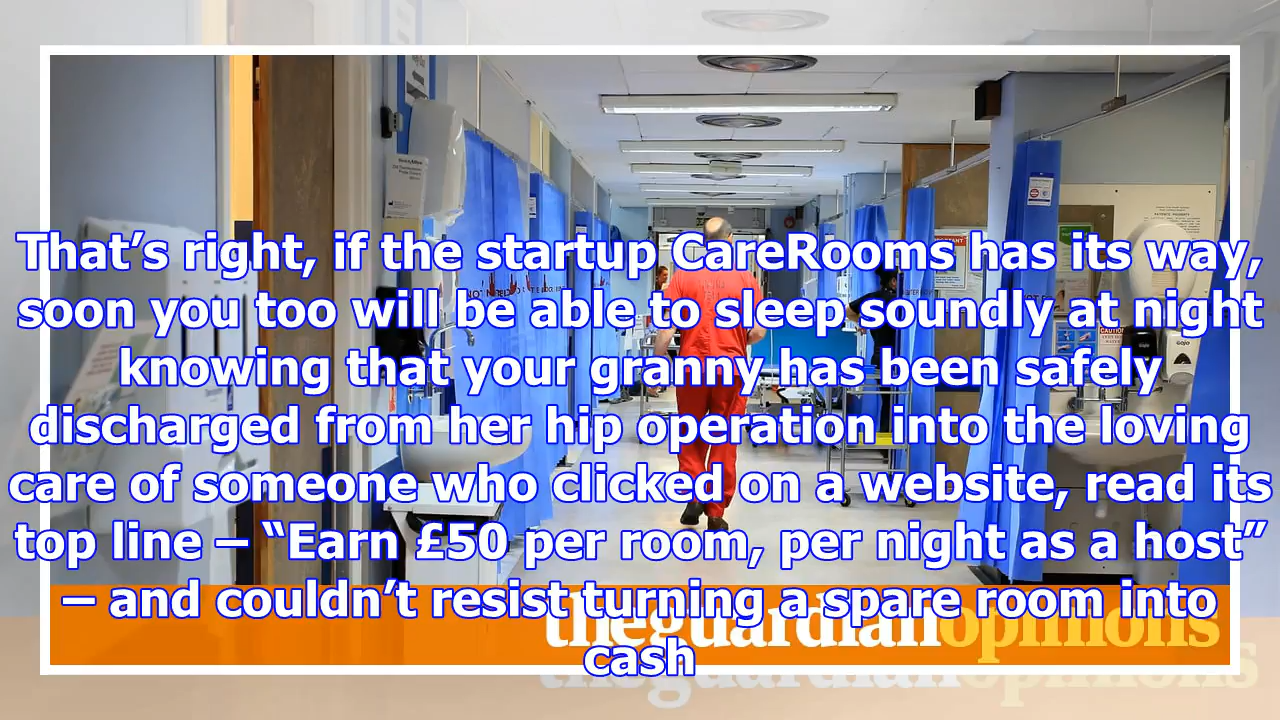 That’s right, if the startup CareRooms has its way,
soon you too will be able to sleep soundly at night
knowing that your granny has been safely
discharged from her hip operation into the loving
care of someone who clicked on a website, read its
top line – “Earn £50 per room, per night as a host”
– and couldn’t resist turning a spare room into
cash
theguardianopinions
theguardianopinions